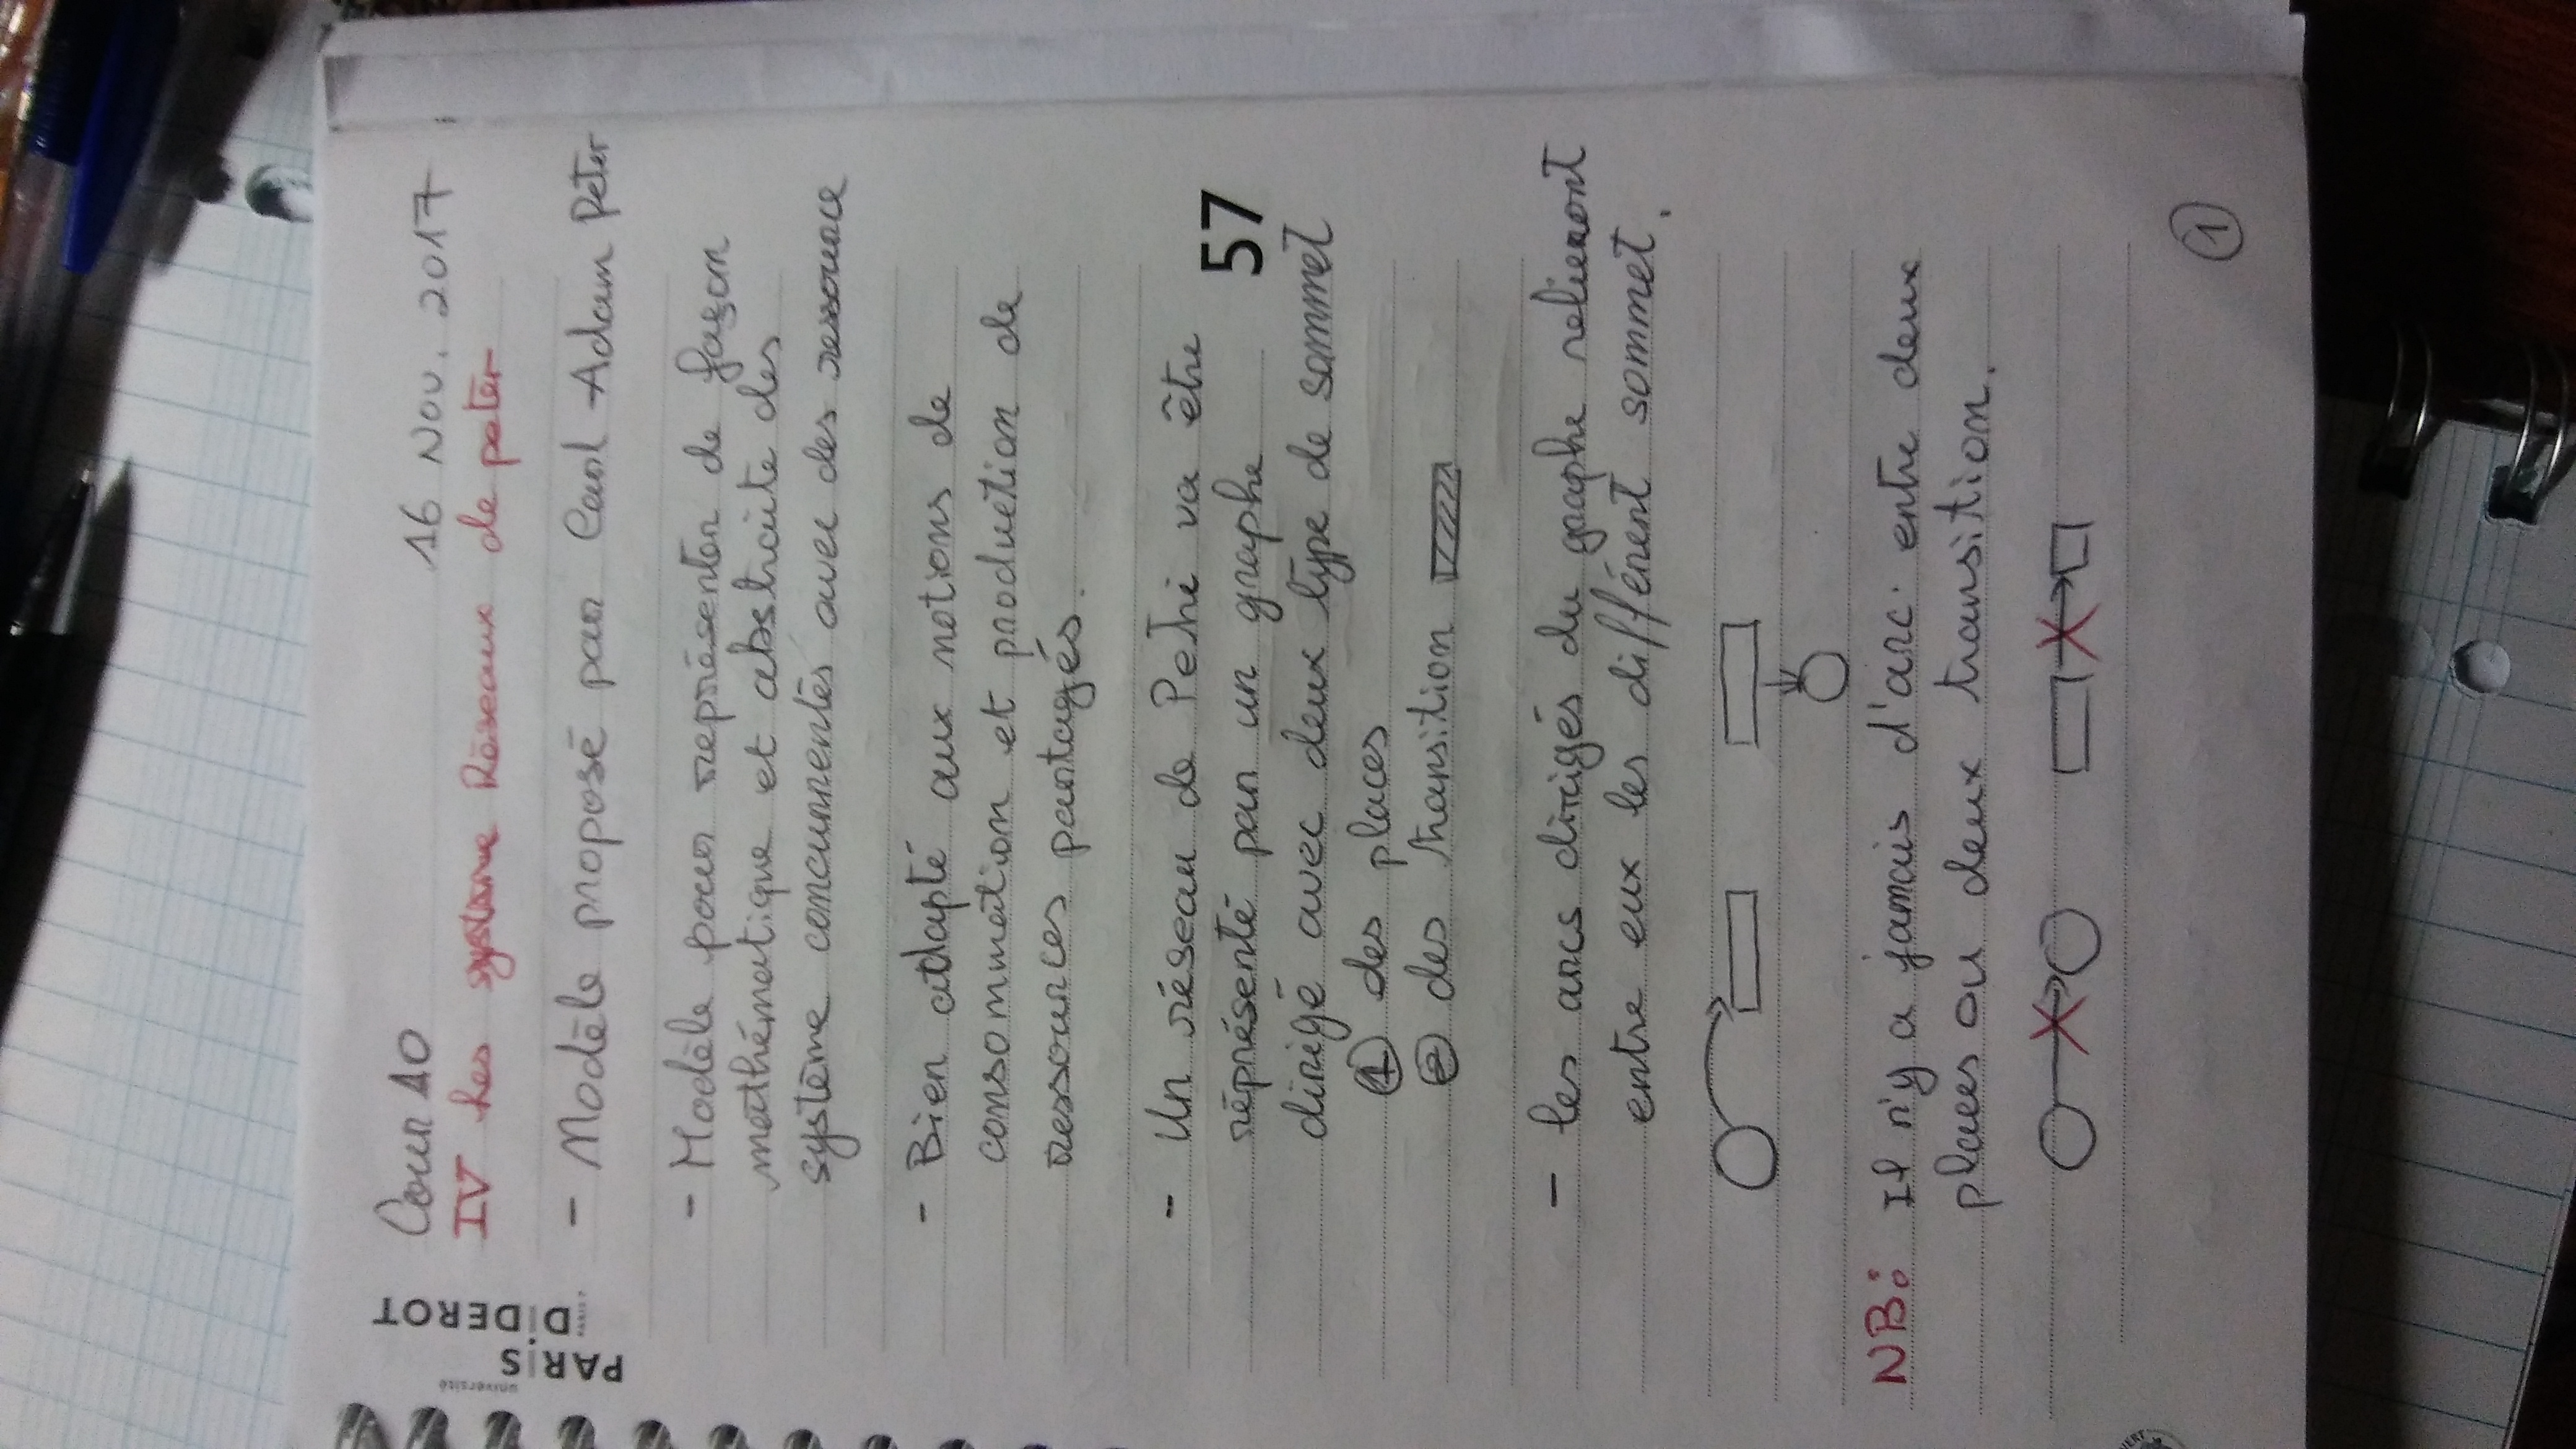 université
PARIS
DIDEROT
PARIS 7
Cour 10
16 Nov. 2017
IV Les système Réseaux de peter
- Modèle proposé par Carl Adam Peter
- Modèle pour représenter de façon
mathématique et abstraite des
système concurrentés avec des ressource
- Bien adapté aux notions de
consommation et production de
ressources partagés.
- Un réseau de Petri va être
réprésenté par un graphe
57
dirigé avec deux type de sommet
1 des places
2 des transition
- les arcs dirigés du graphe relieront
entre eux les différent sommet.
NB: Il n'y a jamais d'arc entre deux
places ou deux transition.
1